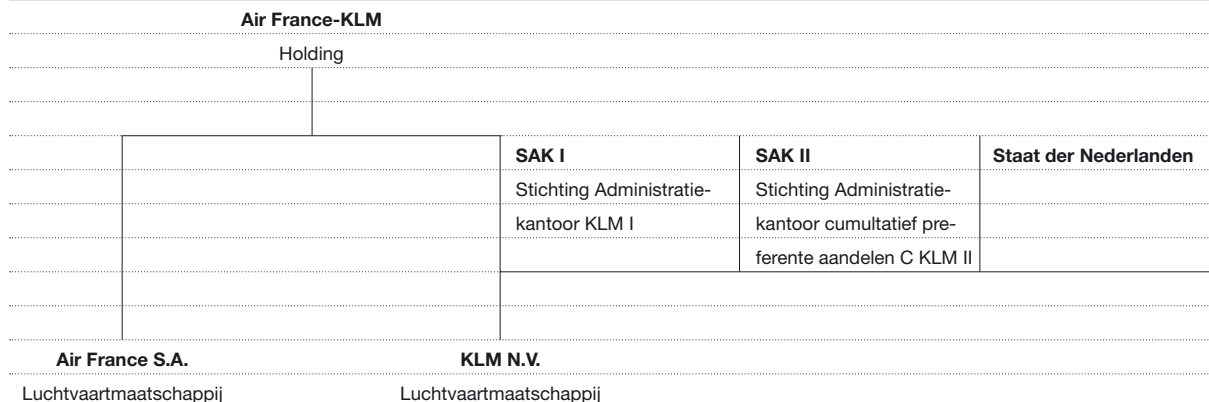 Air France-KLM
Holding
SAK I
Stichting Administratie-
kantoor KLM I
SAK II
Stichting Administratie-
kantoor cumultatief pre-
ferente aandelen C KLM II
Staat der Nederlanden
Air France S.A.
Luchtvaartmaatschappij
KLM N.V.
Luchtvaartmaatschappij